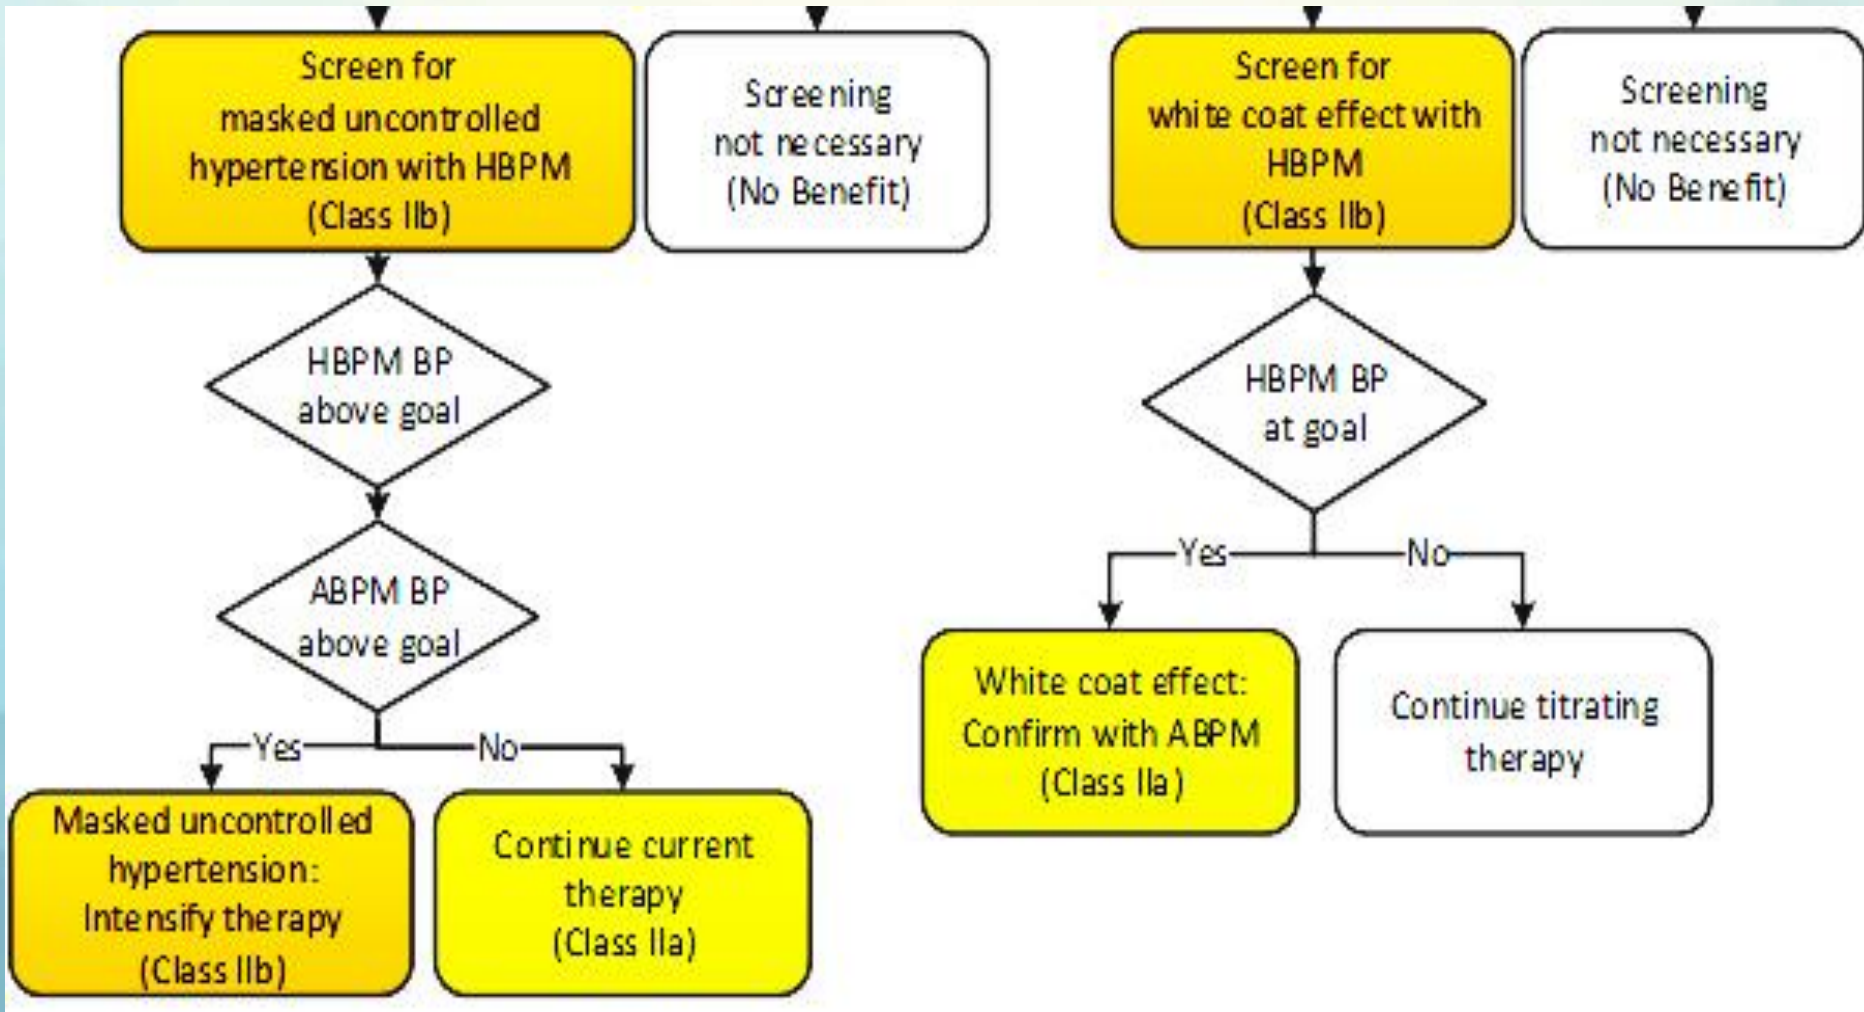 Screen for
masked uncontrolled
hypertension with HBPM
(Class IIb)
Screening
not necessary
(No Benefit)
Screen for
white coat effect with
HBPM
(Class IIb)
Screening
not necessary
(No Benefit)
HBPM BP
above goal
HBPM BP
at goal
ABPM BP
above goal
Yes
No
Yes
No
White coat effect:
Confirm with ABPM
(Class IIa)
Continue titrating
therapy
Masked uncontrolled
hypertension:
Intensify therapy
(Class IIb)
Continue current
therapy
(Class IIa)